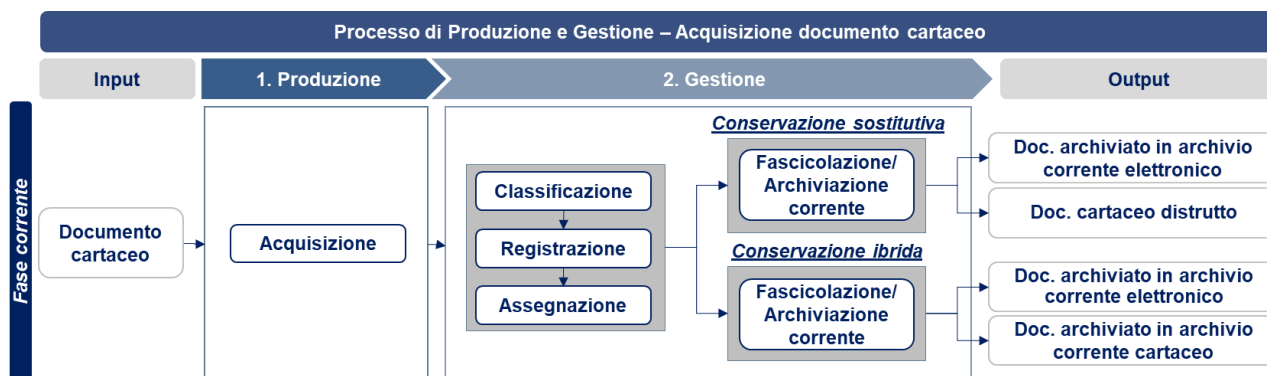 Processo di Produzione e Gestione – Acquisizione documento cartaceo
Input
1. Produzione
2. Gestione
Output
Fase corrente
Documento
cartaceo
Acquisizione
Classificazione
Registrazione
Assegnazione
Conservazione sostitutiva
Fascicolazione/
Archiviazione
corrente
Conservazione ibrida
Fascicolazione/
Archiviazione
corrente
Doc. archiviato in archivio
corrente elettronico
Doc. cartaceo distrutto
Doc. archiviato in archivio
corrente elettronico
Doc. archiviato in archivio
corrente cartaceo